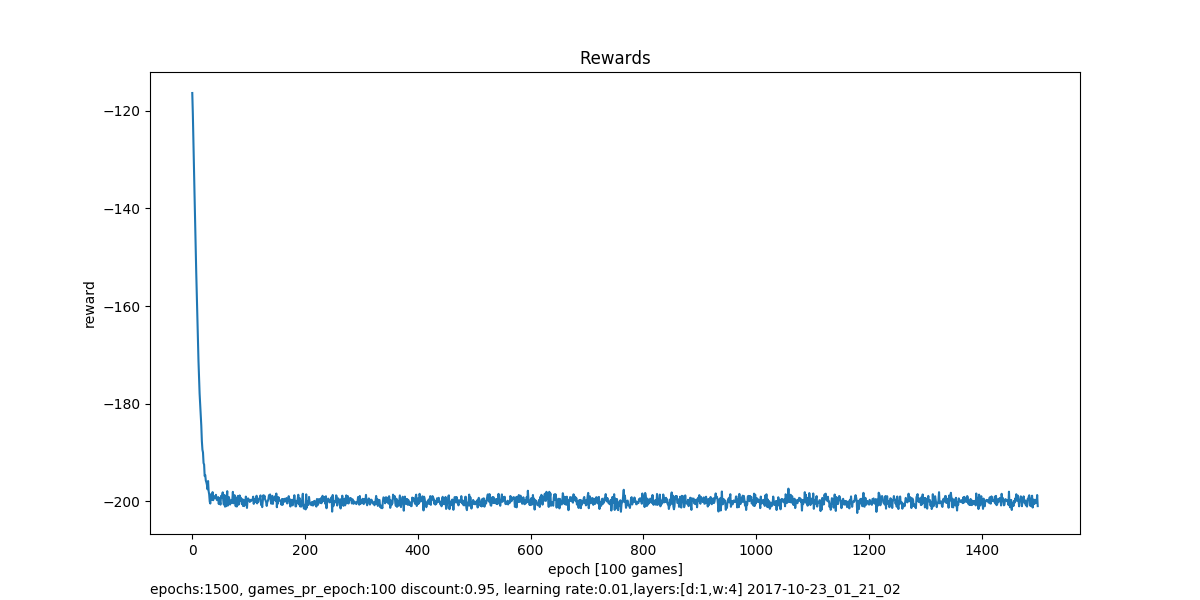 Rewards
−120
−140
−160
−180
−200
reward
0 200 400 600 800 1000 1200 1400
epoch [100 games]
epochs:1500, games_pr_epoch:100 discount:0.95, learning rate:0.01,layers:[d:1,w:4] 2017-10-23_01_21_02